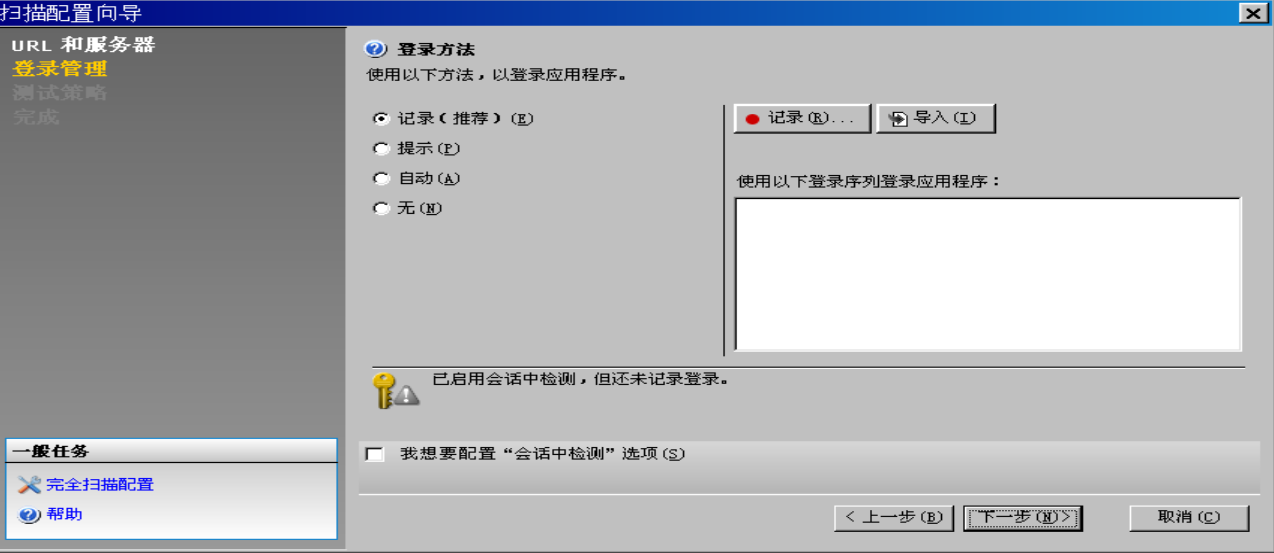 扫描配置向导
URL 和服务器
登录管理
测试策略
完成
登录方法
使用以下方法，以登录应用程序。
记录(推荐) (E)
提示(P)
自动(A)
无(N)
记录(R)...
导入(I)
使用以下登录序列登录应用程序：
已启用会话中检测，但还未记录登录。
我想要配置“会话中检测”选项(S)
一般任务
完全扫描配置
帮助
< 上一步(B)
下一步(N)>
取消(C)